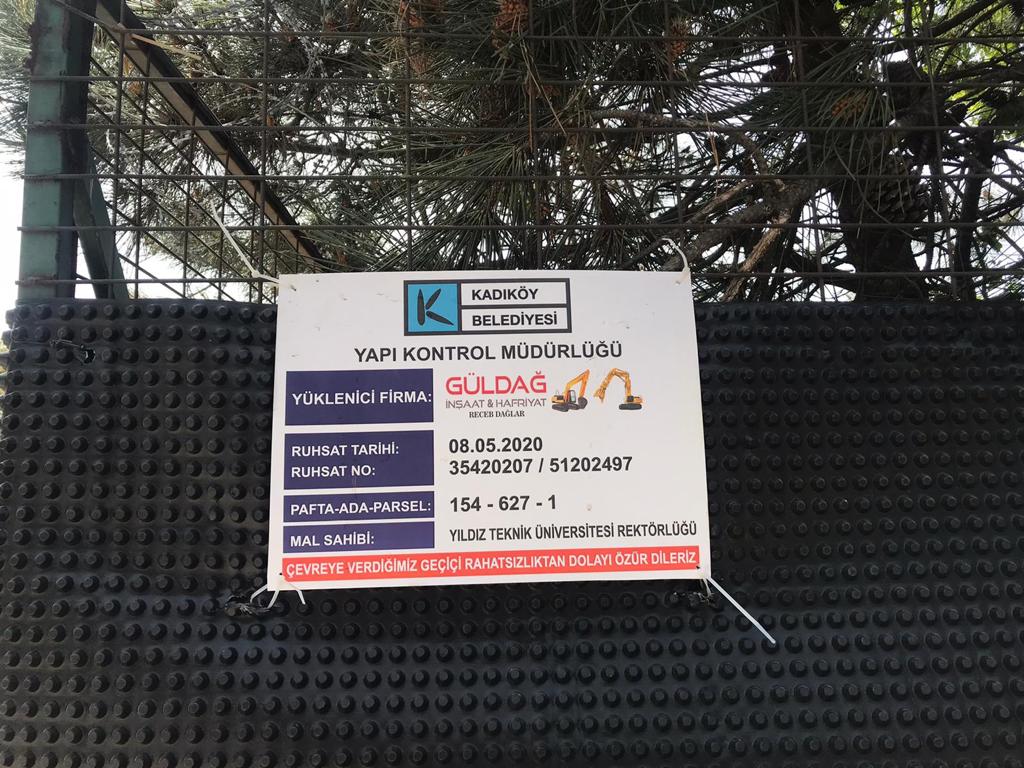 K
KADIKÖY
BELEDİYESİ
YAPI KONTROL MÜDÜRLÜĞÜ
YÜKLENİCİ FİRMA:
GÜLDAĞ
İNŞAAT & HAFRİYAT
RECEB DAĞLAR
RUHSAT TARİHİ: 08.05.2020
RUHSAT NO: 35420207 / 51202497
PAFTA-ADA-PARSEL: 154 - 627 - 1
MAL SAHİBİ: YILDIZ TEKNİK ÜNİVERSİTESİ REKTÖRLÜĞÜ
ÇEVREYE VERDİĞİMİZ GEÇİÇİ RAHATSIZLIKTAN DOLAYI ÖZÜR DİLERİZ